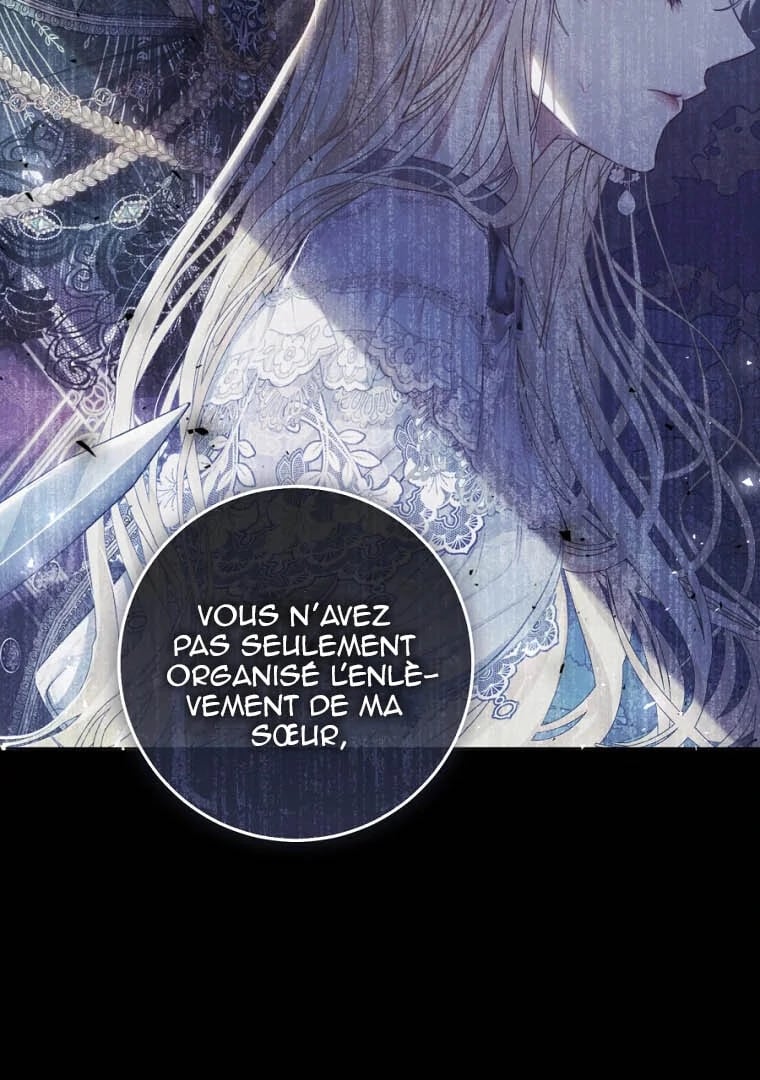 VOUS N'AVEZ
PAS SEULEMENT
ORGANISÉ L'ENLÈ-
VEMENT DE MA
SŒUR,